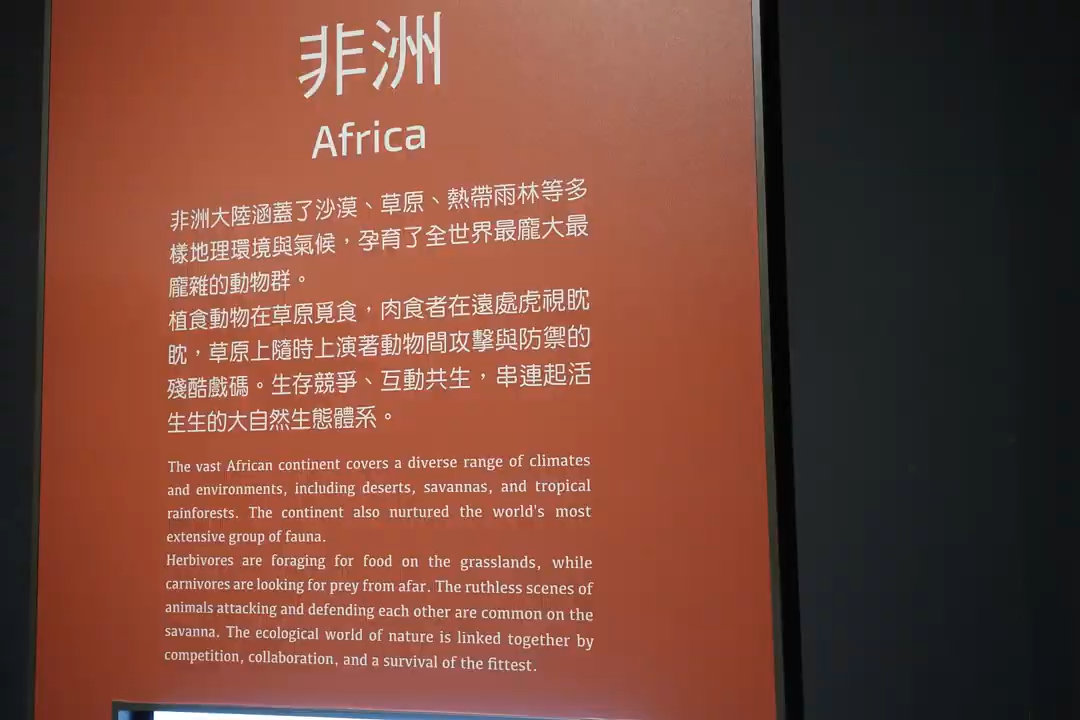 非洲
Africa
非洲大陸涵蓋了沙漠、草原、熱帶雨林等多
樣地理環境與氣候，孕育了全世界最龐大最
龐雜的動物群。
植食動物在草原覓食，肉食者在遠處虎視眈
眈，草原上隨時上演著動物間攻擊與防禦的
殘酷戲碼。生存競爭、互動共生，串連起活
生生的大自然生態體系。
The vast African continent covers a diverse range of climates
and environments, including deserts, savannas, and tropical
rainforests. The continent also nurtured the world's most
extensive group of fauna.
Herbivores are foraging for food on the grasslands, while
carnivores are looking for prey from afar. The ruthless scenes of
animals attacking and defending each other are common on the
savanna. The ecological world of nature is linked together by
competition, collaboration, and a survival of the fittest.